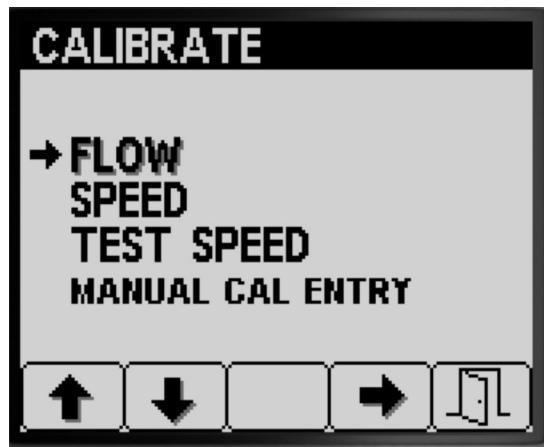 CALIBRATE
FLOW
SPEED
TEST SPEED
MANUAL CAL ENTRY